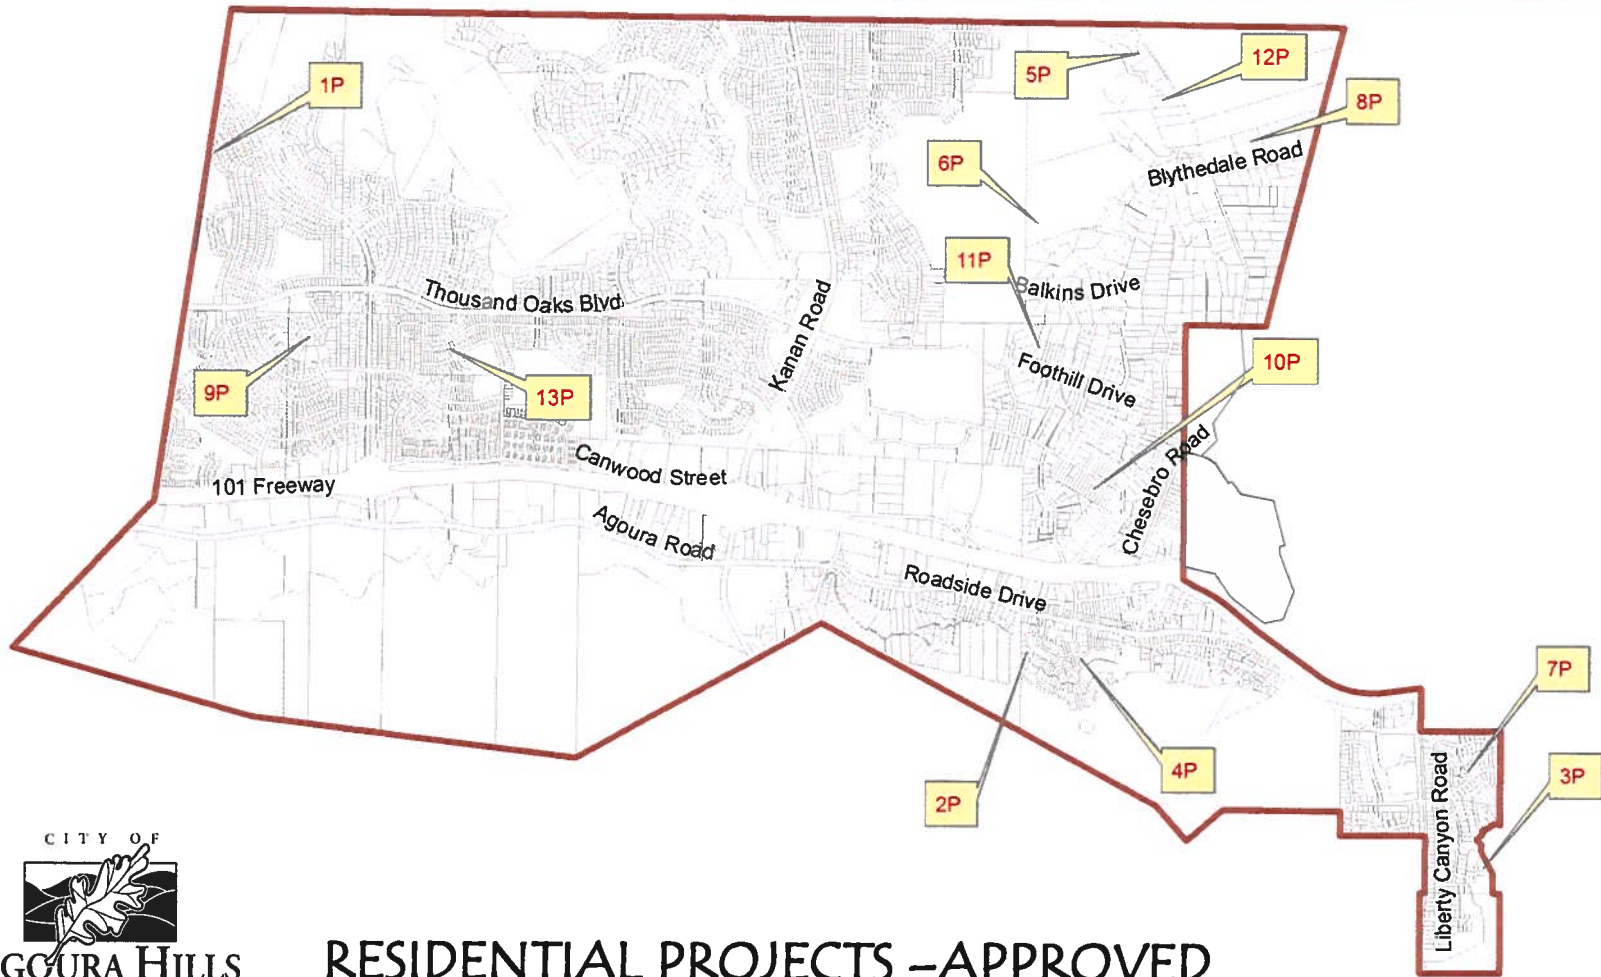 5P
12P
1P
8P
6P
Blythedale Road
11P
Balkins Drive
Thousand Oaks Blvd.
Kanan Road
10P
Foothill Drive
9P
13P
Chesebro Road
Canwood Street
101 Freeway
Agoura Road
Roadside Drive
7P
4P
3P
2P
Liberty Canyon Road
CITY OF
GOURA HILLS
RESIDENTIAL PROJECTS –APPROVED